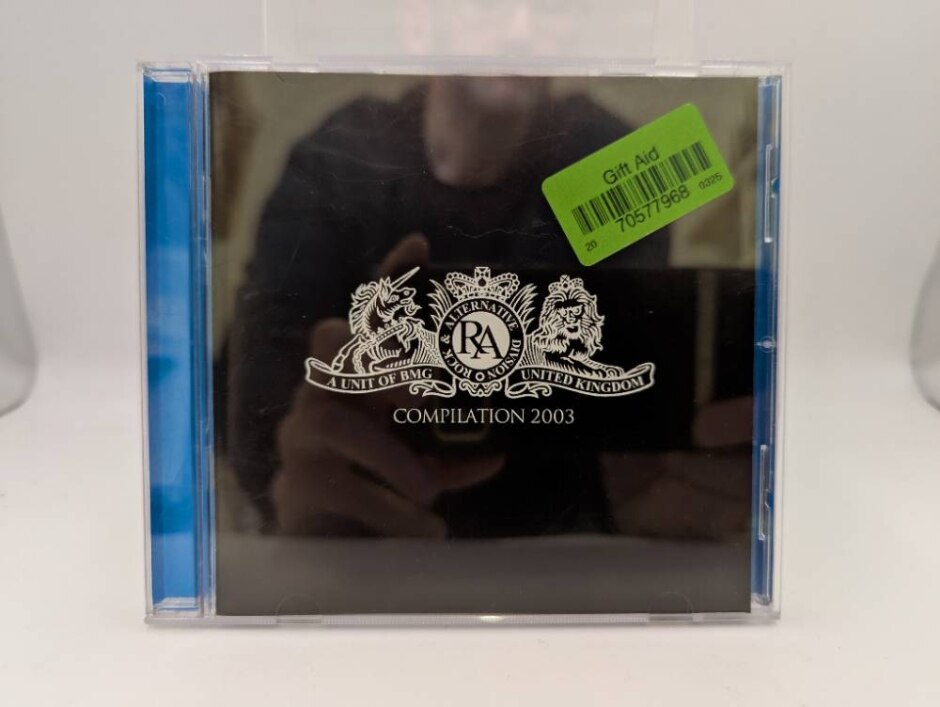 Gift Aid
20 70577968 0325
ROCK & ALTERNATIVE DIVISION
RA
A UNIT OF BMG
UNITED KINGDOM
COMPILATION 2003